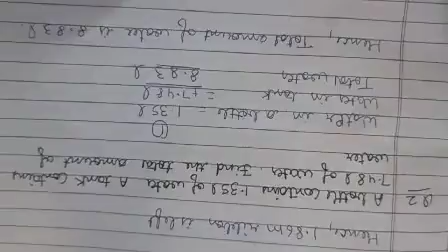 Hence, 1.86m ribbon is left
Q2 A bottle contains 1.35 l of water A tank contains
7.48 l of water. Find the total amount of
water
1
Water in a bottle = 1.35 l
Water in tank = +7.48 l
Total water 8.83 l
Hence, Total amount of water is 8.83 l.